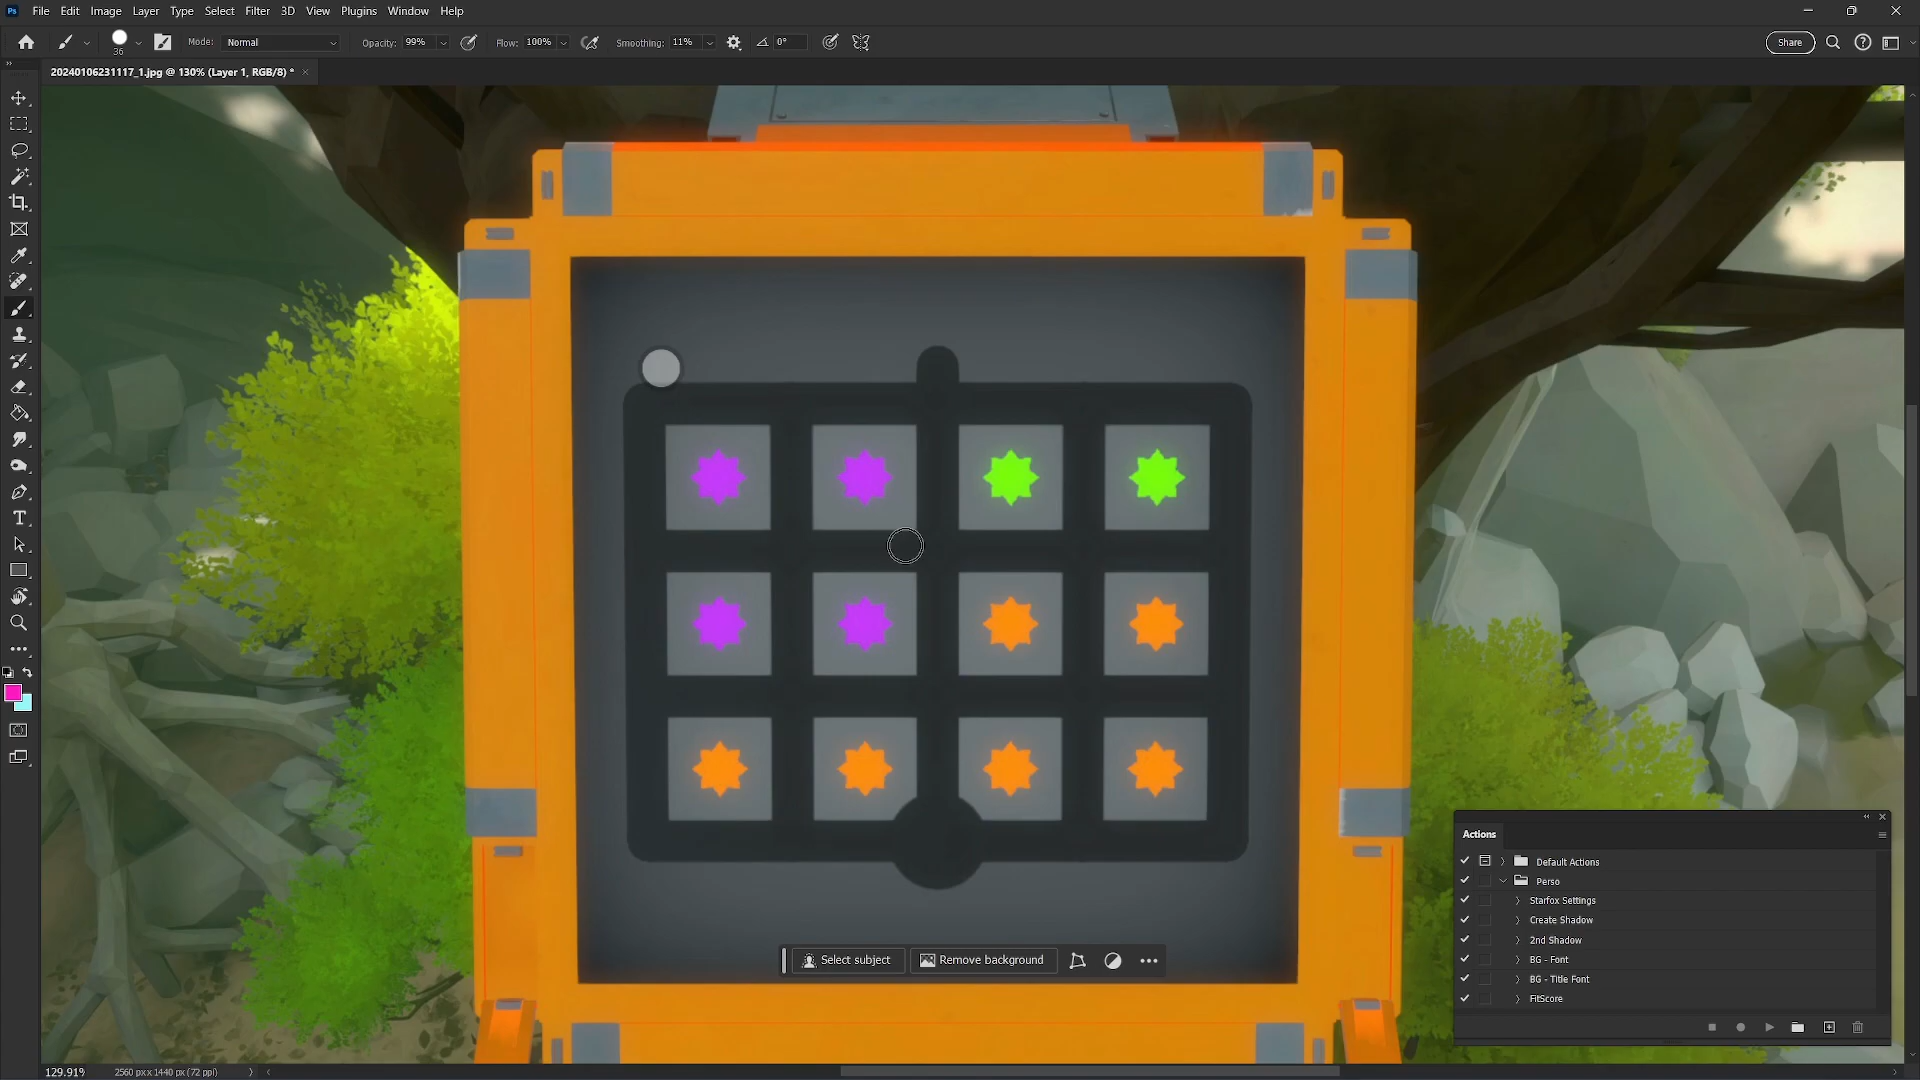 Ps File Edit Image Layer Type Select Filter 3D View Plugins Window Help
36 Mode: Normal Opacity: 99% Flow: 100% Smoothing: 11% 0° Share
20240106231117_1.jpg @ 130% (Layer 1, RGB/8) *
Select subject Remove background
Actions
Default Actions
Perso
Starfox Settings
Create Shadow
2nd Shadow
BG - Font
BG - Title Font
FitScore
129.91% 2560 px x 1440 px (72 ppi)